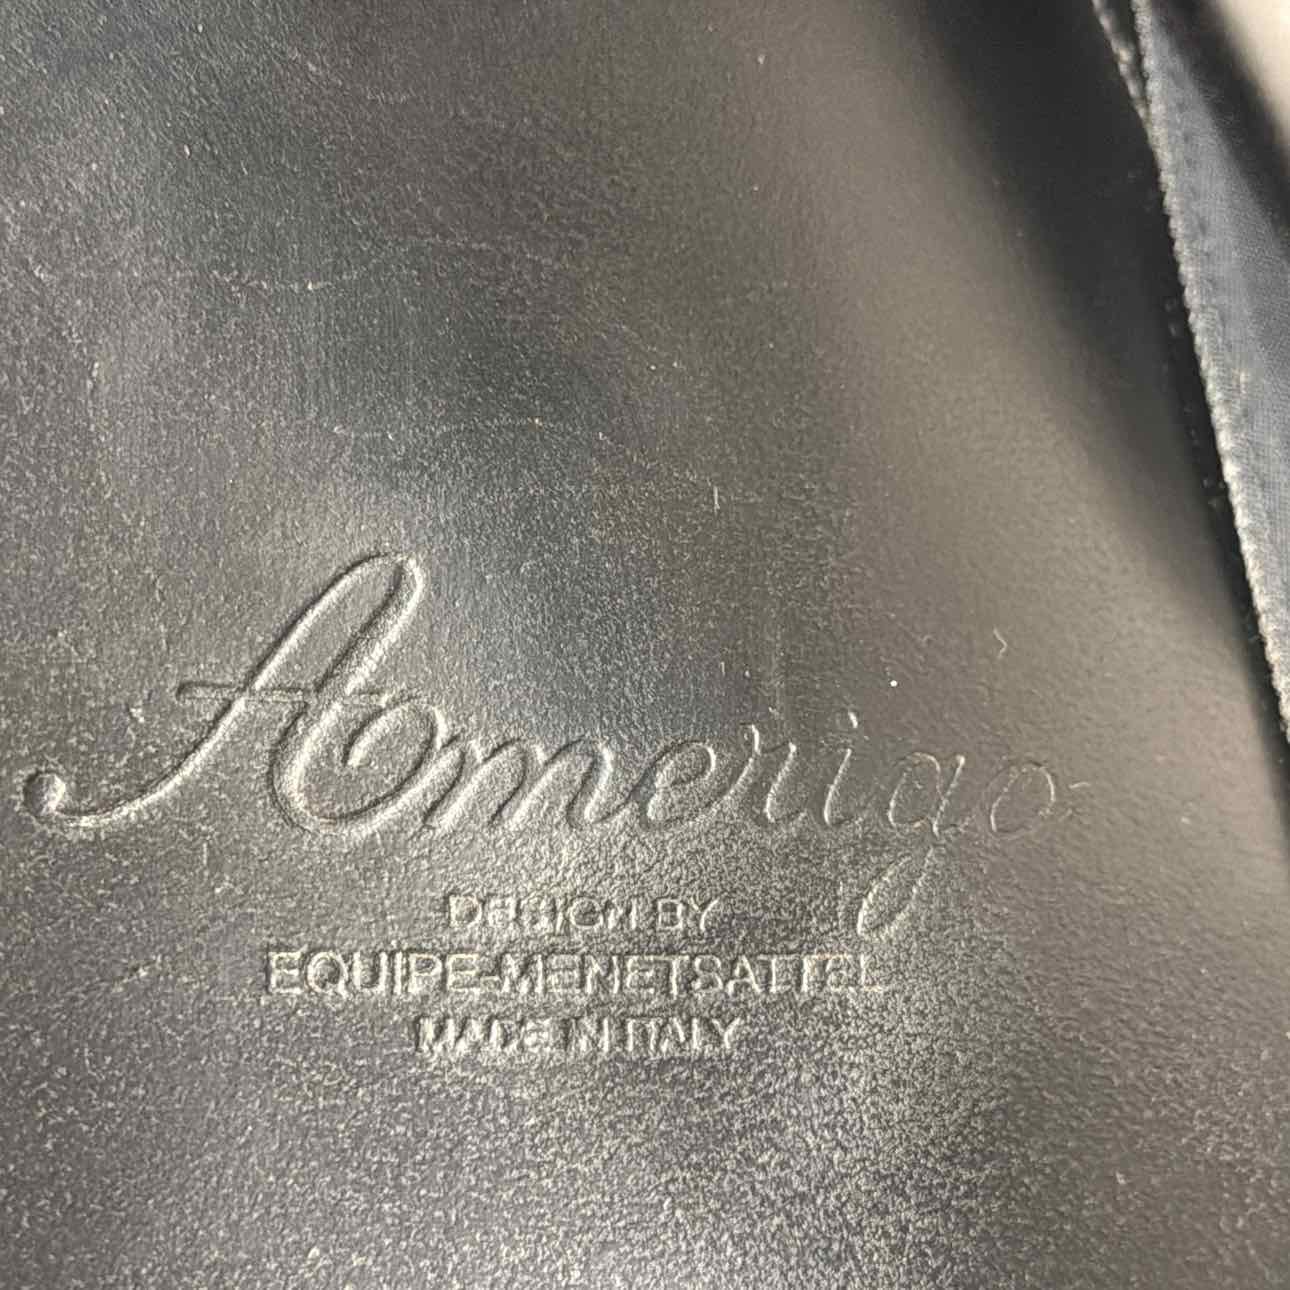 Amerigo
DESIGN BY
EQUIPE-MENETSATTEL
MADE IN ITALY